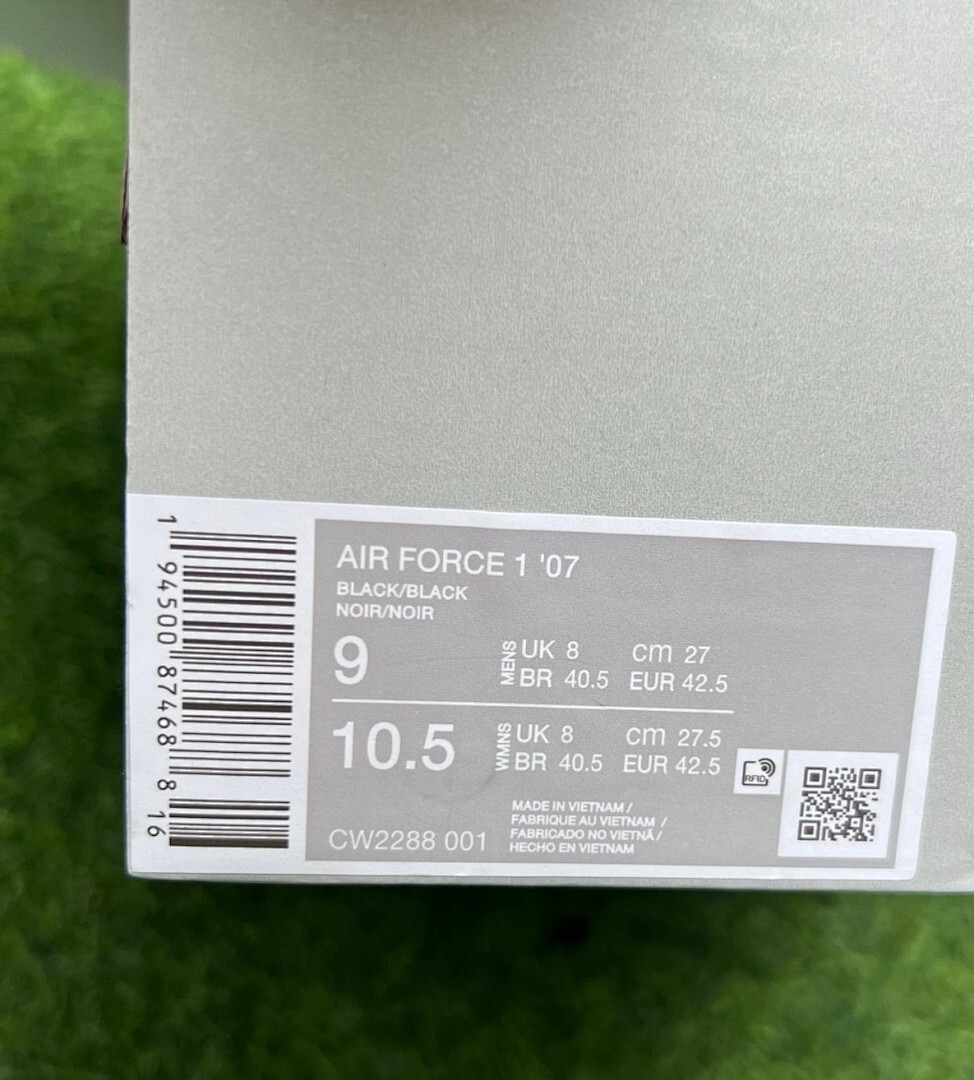 1 94500 87468 8 16
AIR FORCE 1 '07
BLACK/BLACK
NOIR/NOIR
9
MENS
UK 8 cm 27
BR 40.5 EUR 42.5
10.5
WMNS
UK 8 cm 27.5
BR 40.5 EUR 42.5
RFID
MADE IN VIETNAM /
FABRIQUE AU VIETNAM /
FABRICADO NO VIETNÃ /
HECHO EN VIETNAM
CW2288 001